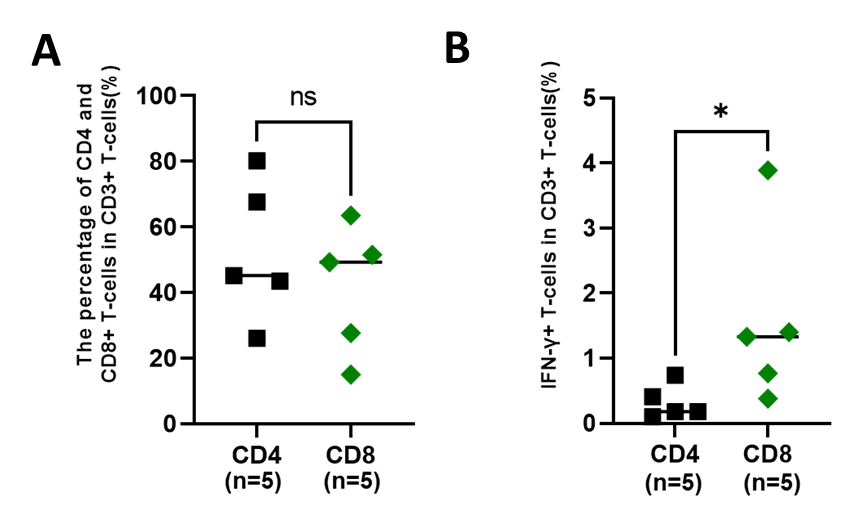 A
The percentage of CD4 and
CD8+ T-cells in CD3+ T-cells(%)
100
80
60
40
20
0
ns
CD4
(n=5)
CD8
(n=5)
B
IFN-γ+ T-cells in CD3+ T-cells(%)
5
4
3
2
1
0
*
CD4
(n=5)
CD8
(n=5)